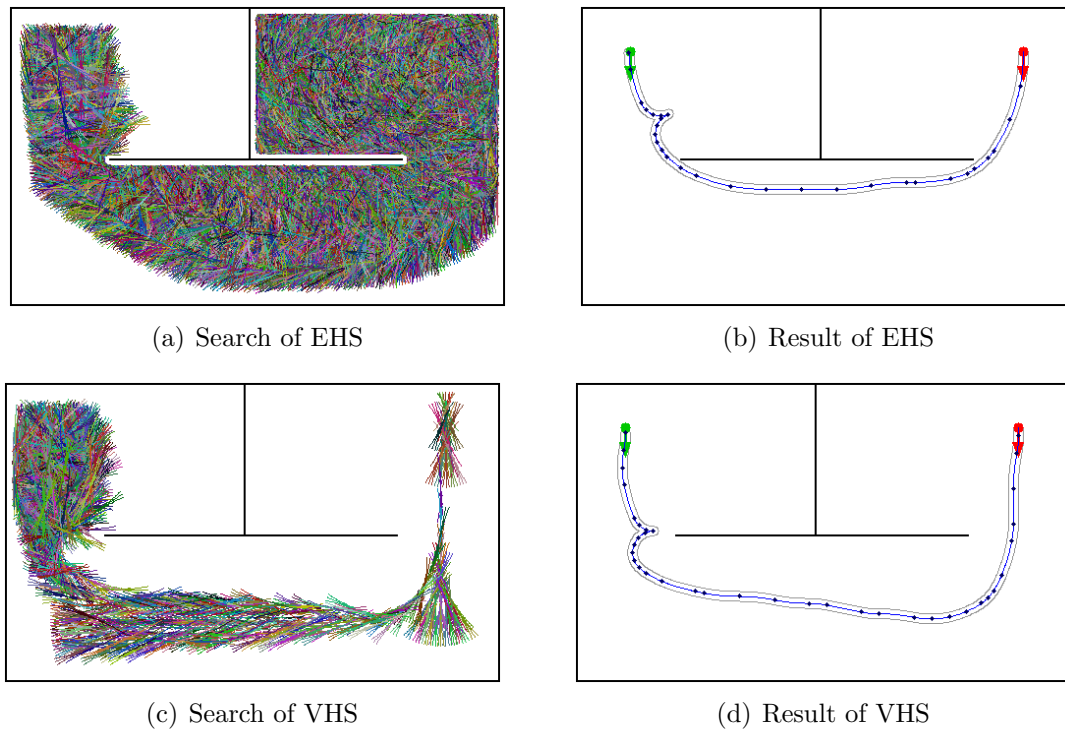 (a) Search of EHS
(b) Result of EHS
(c) Search of VHS
(d) Result of VHS